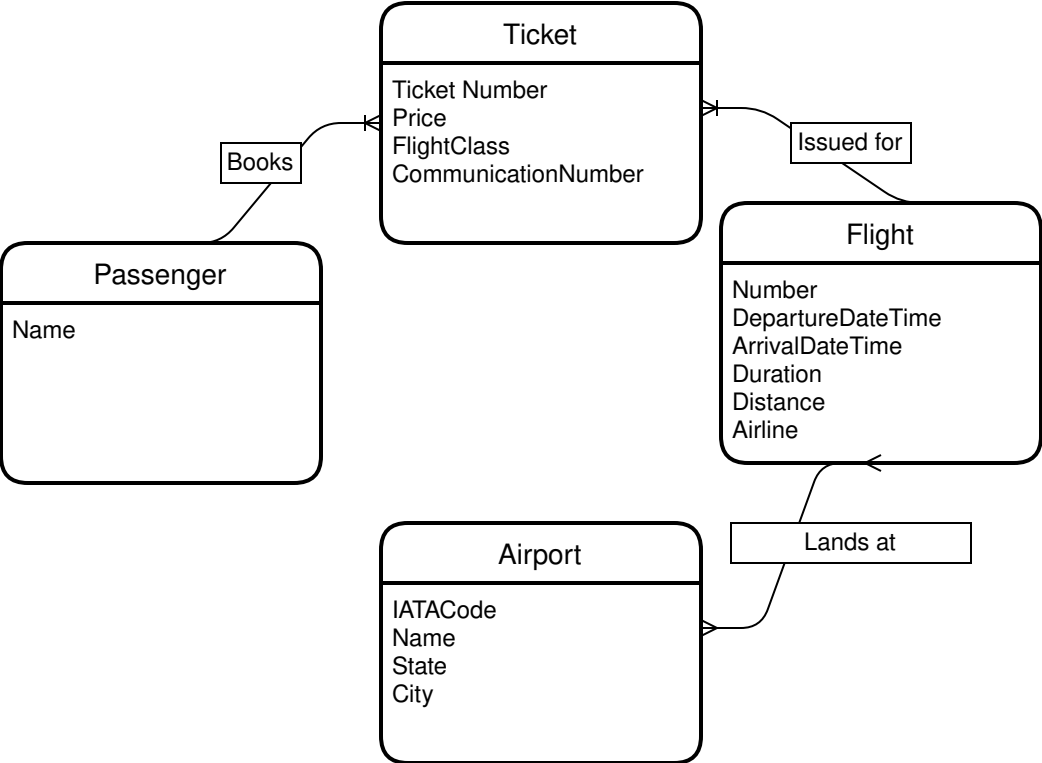 Ticket
Ticket Number
Price
FlightClass
CommunicationNumber
Books
Issued for
Passenger
Name
Flight
Number
DepartureDateTime
ArrivalDateTime
Duration
Distance
Airline
Lands at
Airport
IATACode
Name
State
City